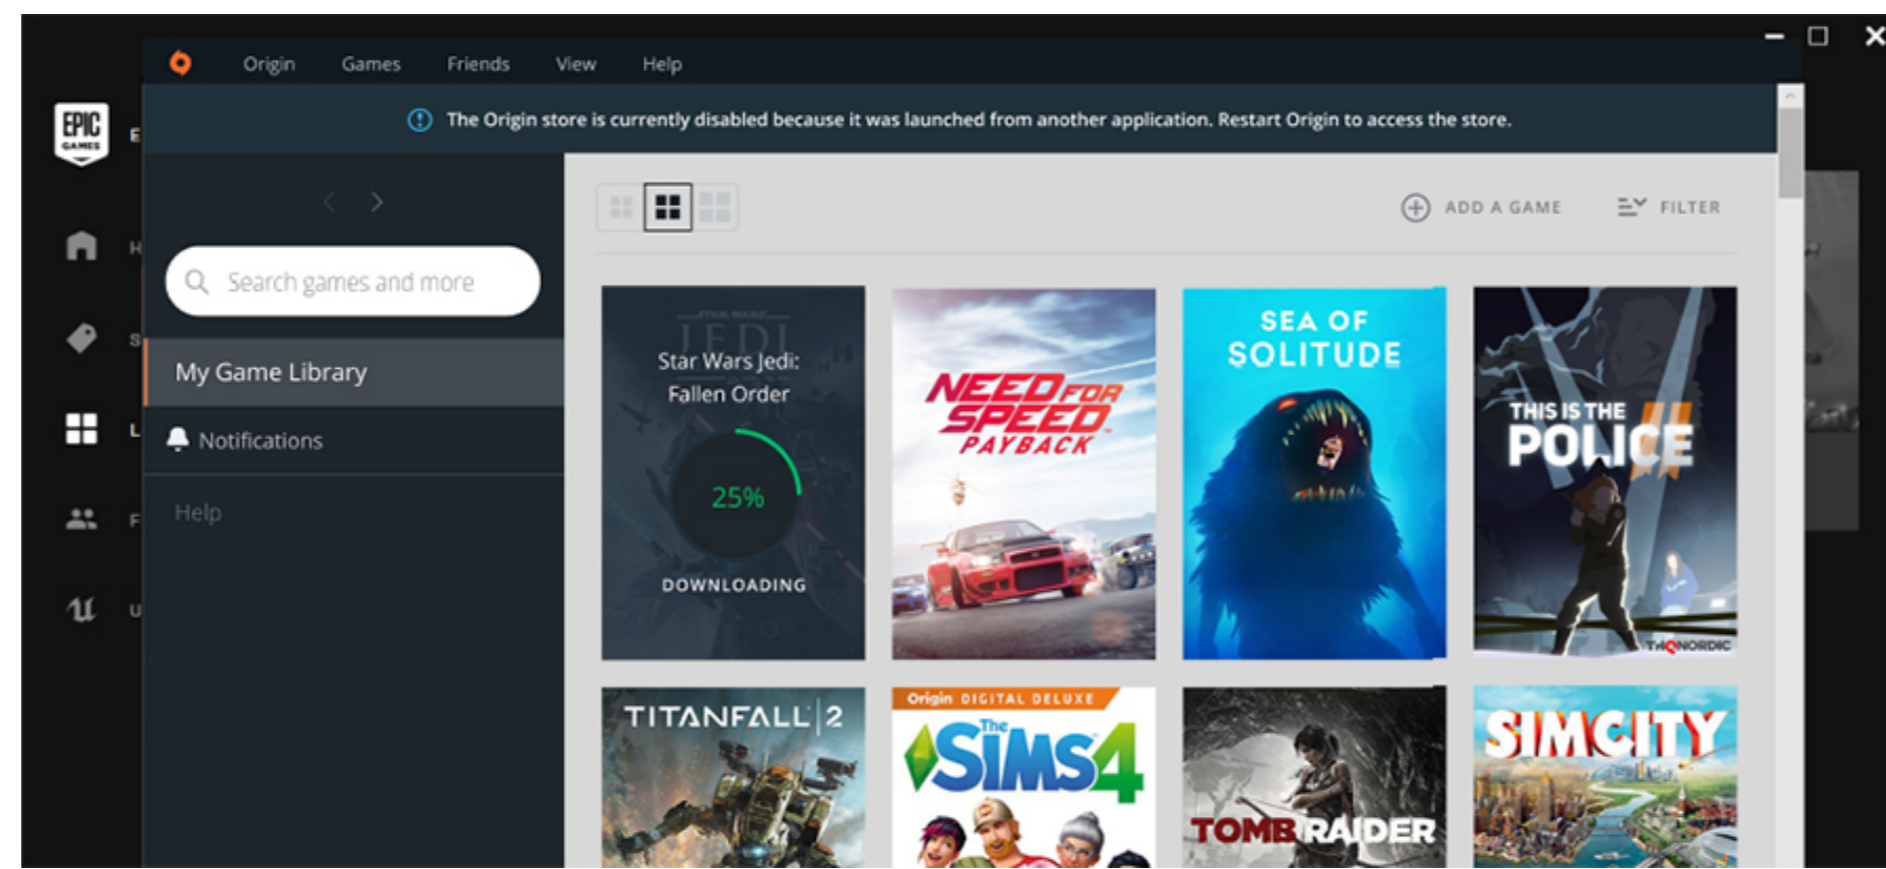 Origin Games Friends View Help
EPIC
GAMES
E
The Origin store is currently disabled because it was launched from another application. Restart Origin to access the store.
H
S
L
F
U
Search games and more
My Game Library
Notifications
Help
ADD A GAME
FILTER
STAR WARS
JEDI
Star Wars Jedi:
Fallen Order
25%
DOWNLOADING
NEED FOR
SPEED
PAYBACK
SEA OF
SOLITUDE
THIS IS THE
POLICE
THQNORDIC
TITANFALL 2
Origin DIGITAL DELUXE
The
SIMS4
TOMB RAIDER
SIMCITY